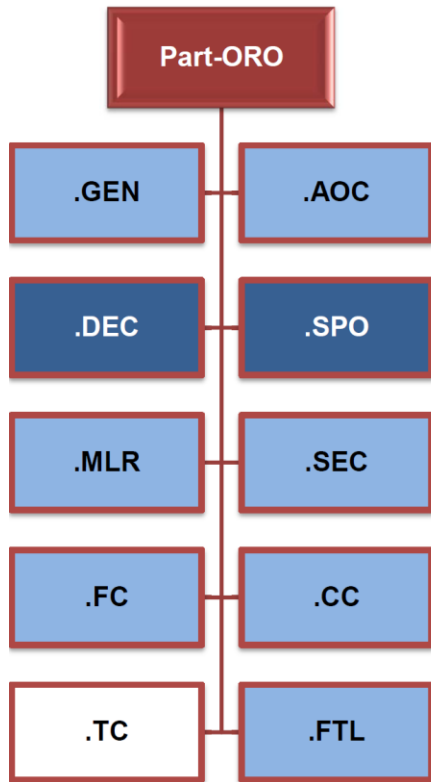 Part-ORO
.GEN
.AOC
.DEC
.SPO
.MLR
.SEC
.FC
.CC
.TC
.FTL